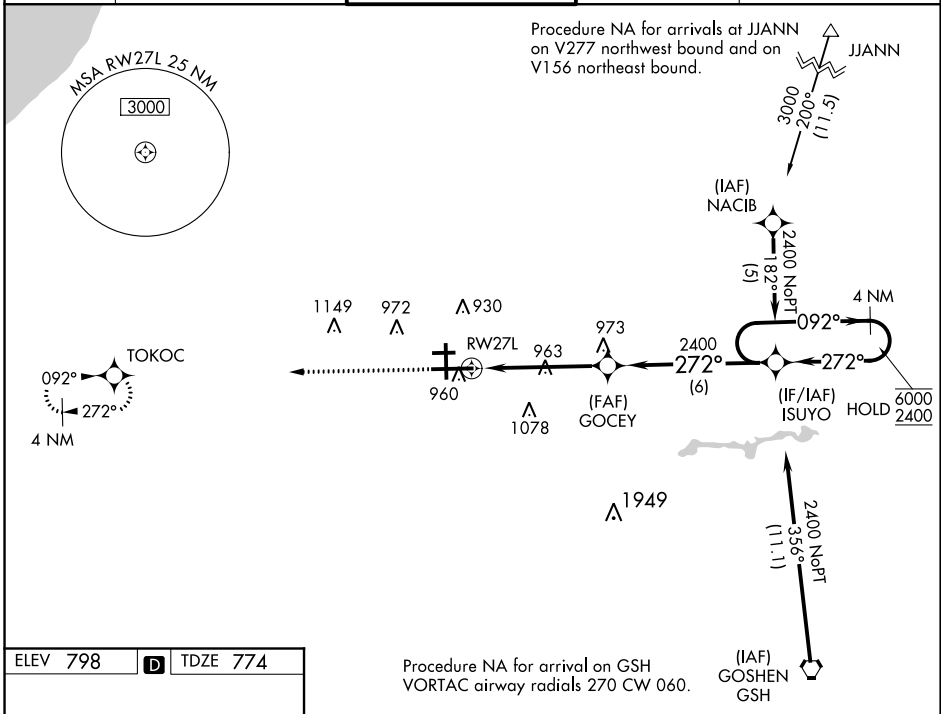 Procedure NA for arrivals at JJANN
on V277 northwest bound and on
V156 northeast bound.
JJANN
MSA RW27L 25 NM
3000
3000
200°
(11.5)
(IAF)
NACIB
2400 NoPT
182°
(5)
4 NM
092°
1149
972
930
973
RW27L
963
2400
272°
(6)
272°
TOKOC
092°
272°
4 NM
960
(FAF)
GOCEY
1078
(IF/IAF)
ISUYO
HOLD
6000
2400
1949
2400 NoPT
356°
(11.1)
ELEV 798
D
TDZE 774
Procedure NA for arrival on GSH
VORTAC airway radials 270 CW 060.
(IAF)
GOSHEN
GSH